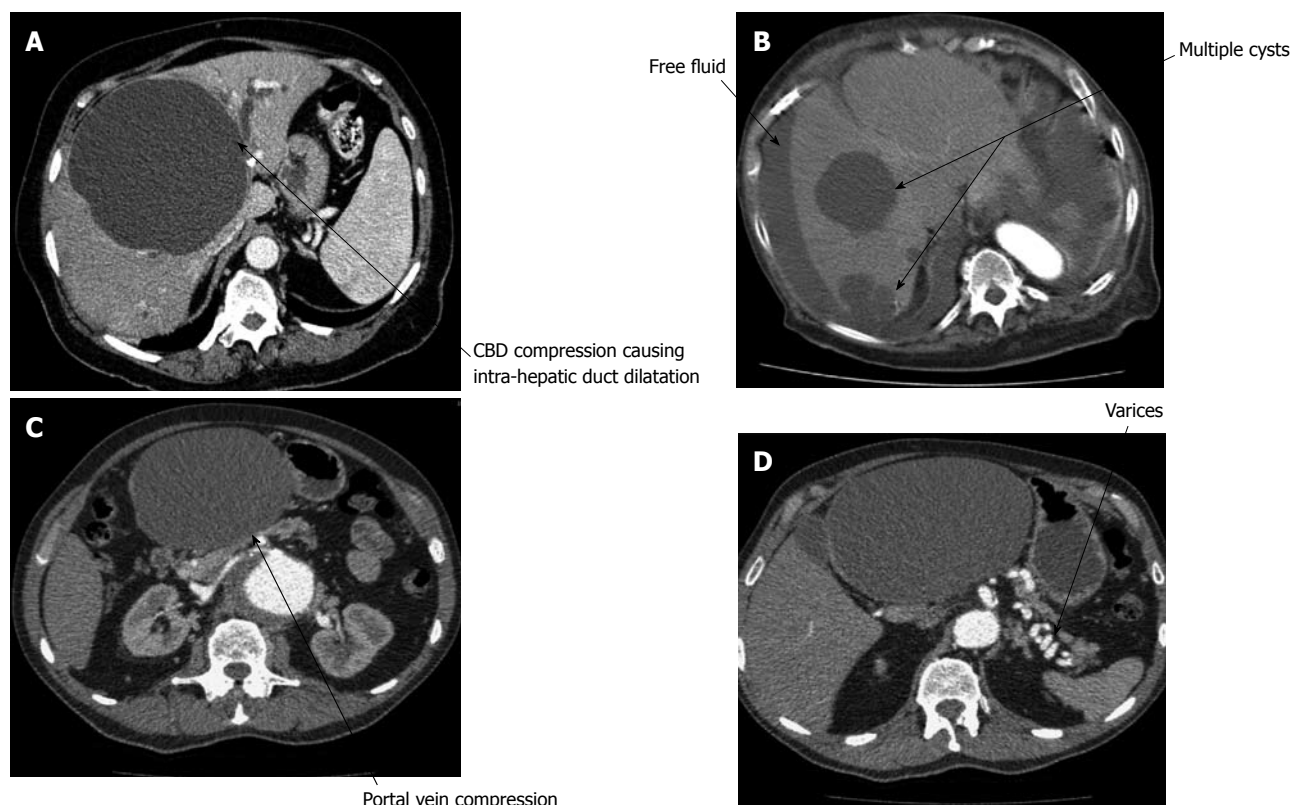 A
B
Free fluid
Multiple cysts
CBD compression causing
intra-hepatic duct dilatation
C
Varices
D
Portal vein compression